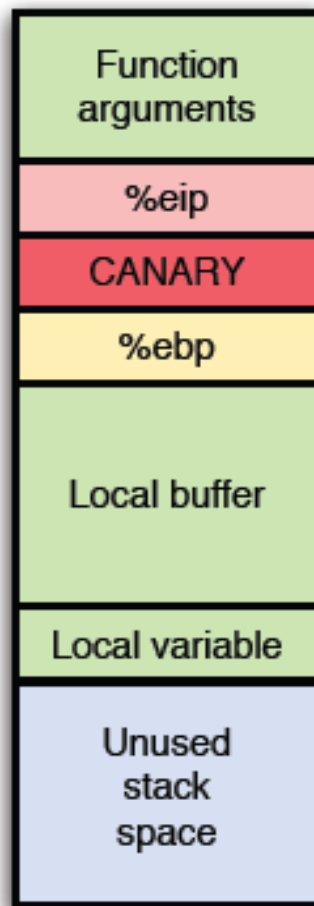 Function
arguments
%eip
CANARY
%ebp
Local buffer
Local variable
Unused
stack
space